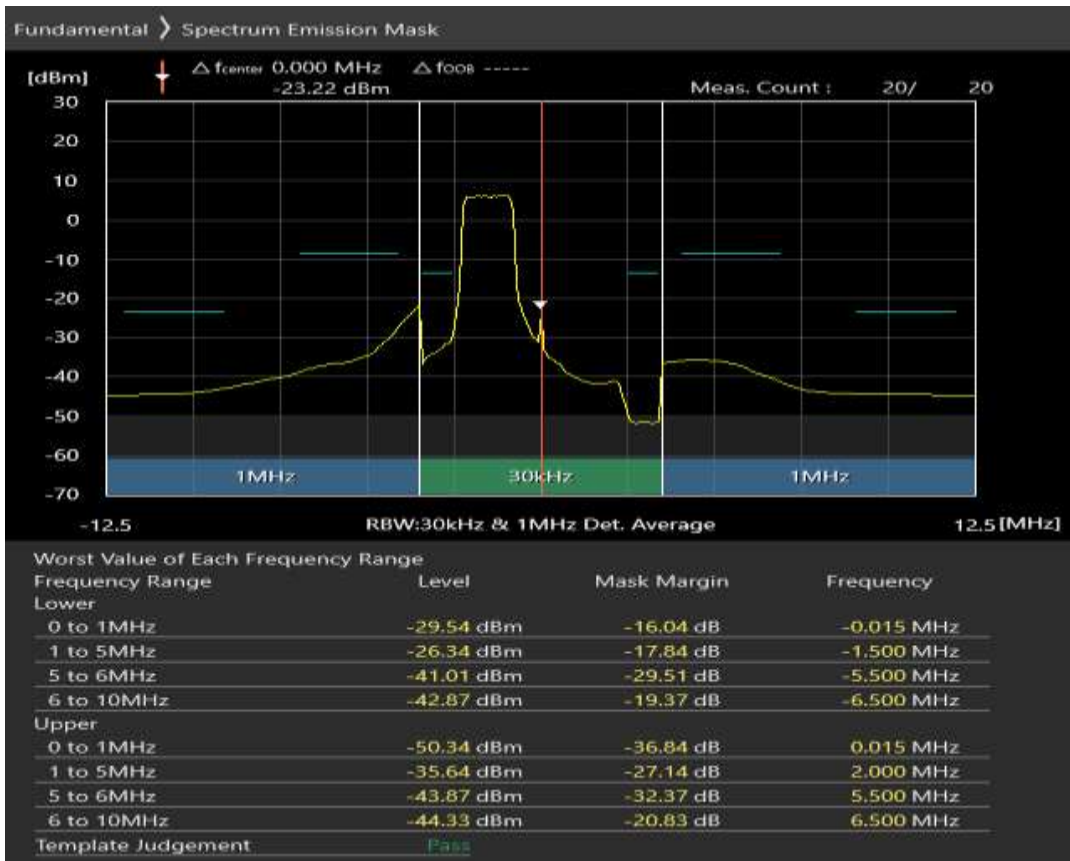 Fundamental 〉 Spectrum Emission Mask
[dBm] △ fcenter 0.000 MHz △ fOOB -----
-23.22 dBm Meas. Count : 20/ 20
30
20
10
0
-10
-20
-30
-40
-50
-60
1MHz 30kHz 1MHz
-70
-12.5 RBW:30kHz & 1MHz Det. Average 12.5 [MHz]
Worst Value of Each Frequency Range
Frequency Range Level Mask Margin Frequency
Lower
0 to 1MHz -29.54 dBm -16.04 dB -0.015 MHz
1 to 5MHz -26.34 dBm -17.84 dB -1.500 MHz
5 to 6MHz -41.01 dBm -29.51 dB -5.500 MHz
6 to 10MHz -42.87 dBm -19.37 dB -6.500 MHz
Upper
0 to 1MHz -50.34 dBm -36.84 dB 0.015 MHz
1 to 5MHz -35.64 dBm -27.14 dB 2.000 MHz
5 to 6MHz -43.87 dBm -32.37 dB 5.500 MHz
6 to 10MHz -44.33 dBm -20.83 dB 6.500 MHz
Template Judgement Pass